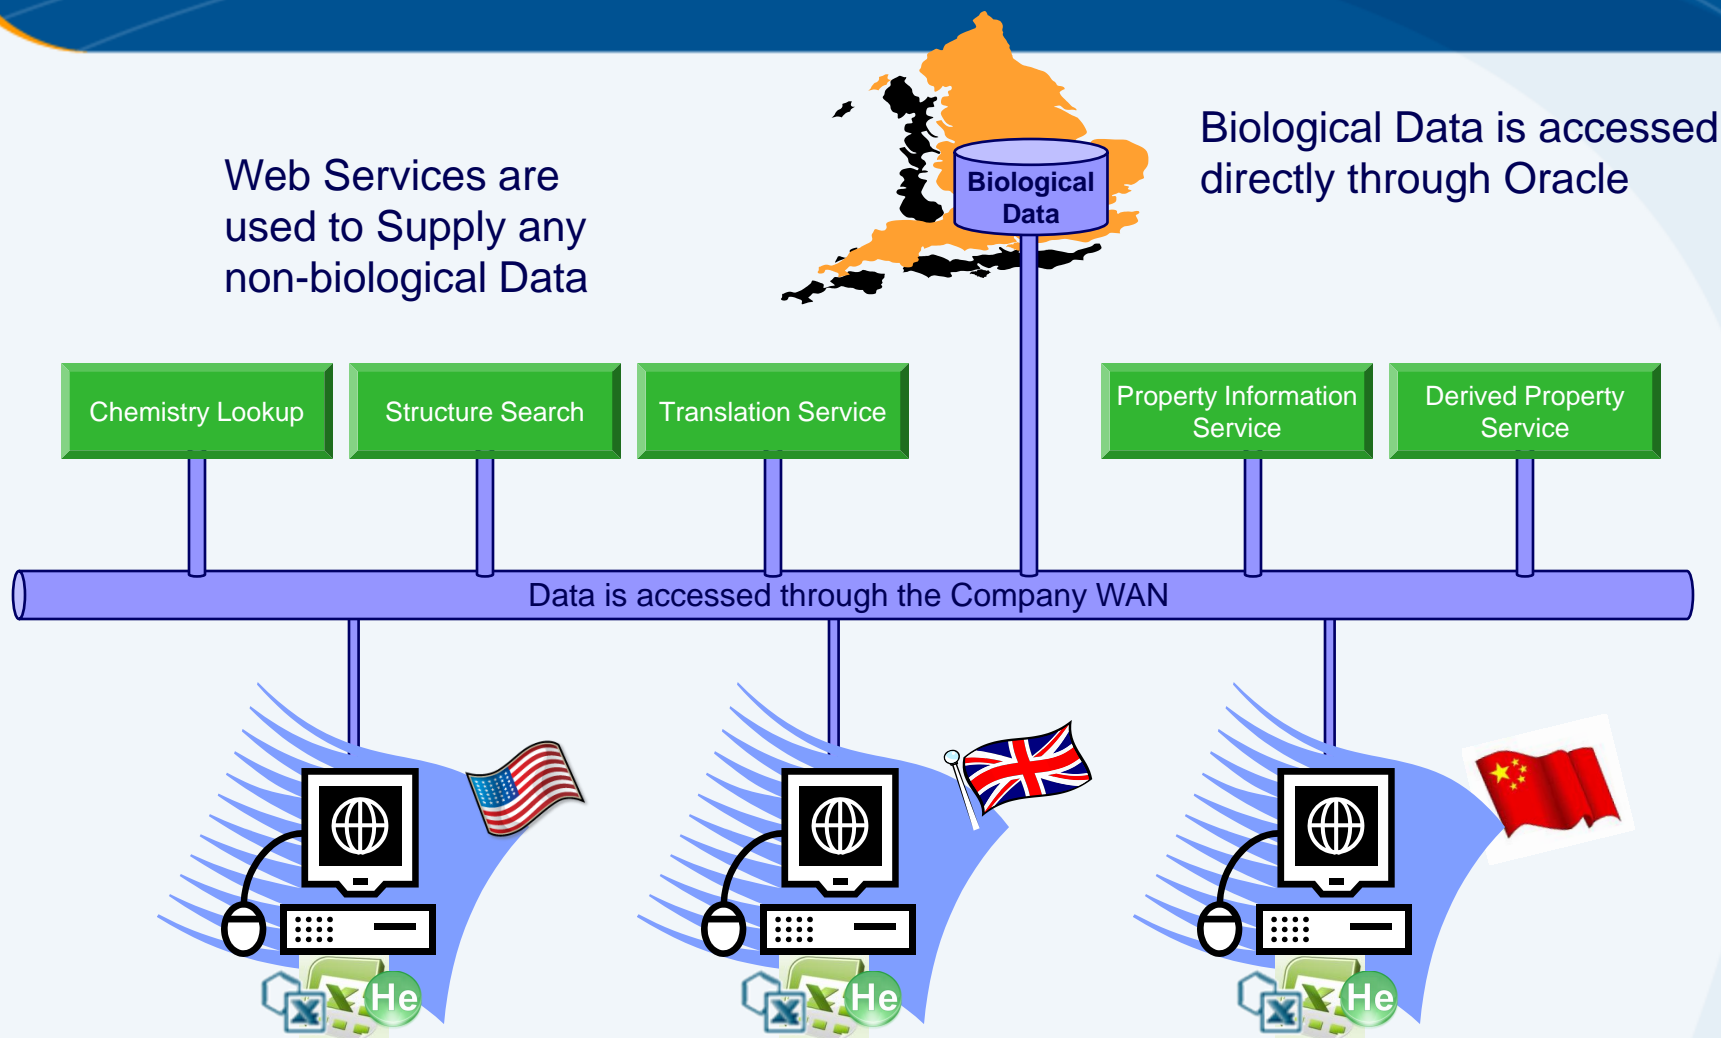 Web Services are
used to Supply any
non-biological Data
Biological Data is accessed
directly through Oracle
Biological
Data
Chemistry Lookup
Structure Search
Translation Service
Property Information
Service
Derived Property
Service
Data is accessed through the Company WAN
He
He
He